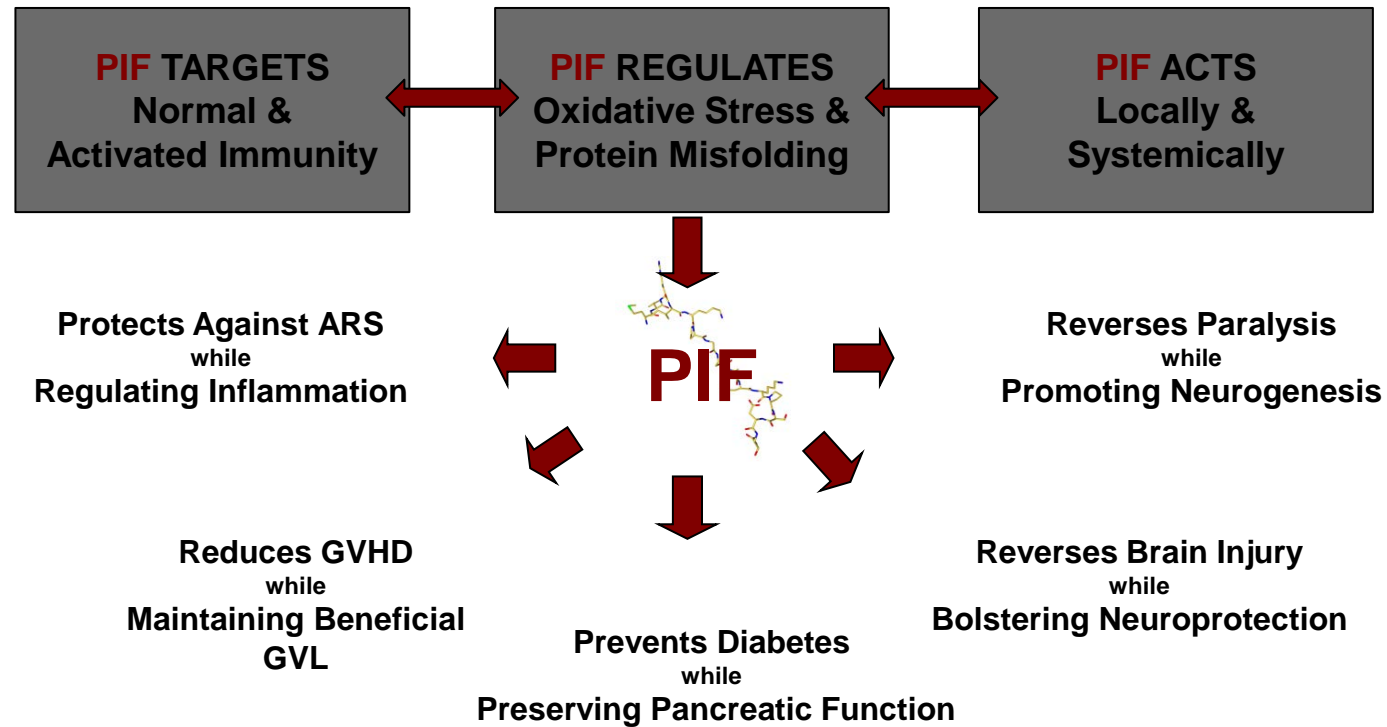 PIF TARGETS
Normal &
Activated Immunity
PIF REGULATES
Oxidative Stress &
Protein Misfolding
PIF ACTS
Locally &
Systemically
PIF
Protects Against ARS
while
Regulating Inflammation
Reverses Paralysis
while
Promoting Neurogenesis
Reduces GVHD
while
Maintaining Beneficial
GVL
Prevents Diabetes
while
Preserving Pancreatic Function
Reverses Brain Injury
while
Bolstering Neuroprotection